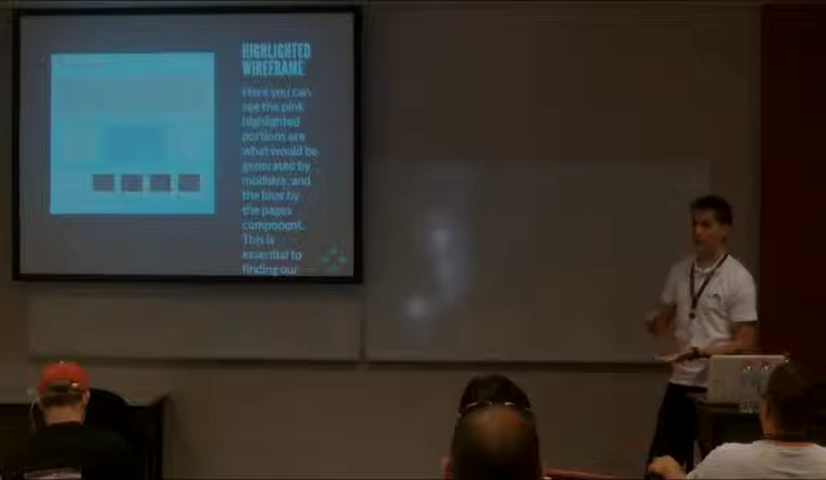 HIGHLIGHTED
WIREFRAME
Here you can
see the pink
highlighted
portions are
what would be
generated by
modules, and
the blue by
the pages
component.
This is
essential to
finding our